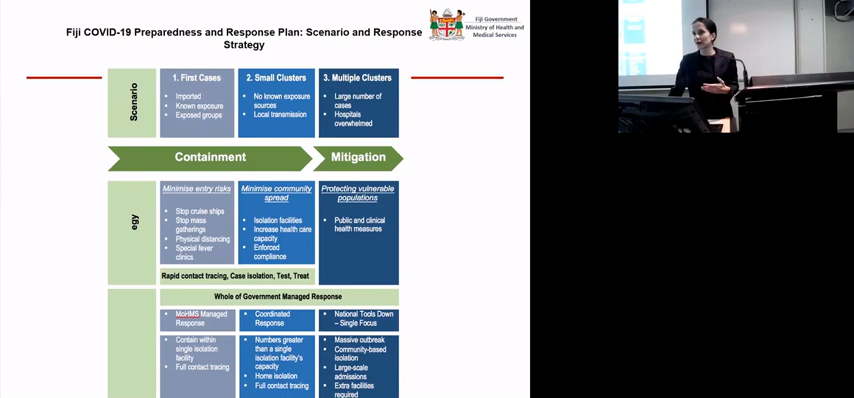 Fiji Government
Ministry of Health and
Medical Services
Fiji COVID-19 Preparedness and Response Plan: Scenario and Response
Strategy
Scenario
1. First Cases
• Imported
• Known exposure
• Exposed groups
2. Small Clusters
• No known exposure
sources
• Local transmission
3. Multiple Clusters
• Large number of
cases
• Hospitals
overwhelmed
Containment
Mitigation
egy
Minimise entry risks
• Stop cruise ships
• Stop mass
gatherings
• Physical distancing
• Special fever
clinics
Minimise community
spread
• Isolation facilities
• Increase health care
capacity
• Enforced
compliance
Protecting vulnerable
populations
• Public and clinical
health measures
Rapid contact tracing, Case isolation, Test, Treat
Whole of Government Managed Response
• MoHMS Managed
Response
• Coordinated
Response
• National Tools Down
– Single Focus
• Contain within
single isolation
facility
• Full contact tracing
• Numbers greater
than a single
isolation facility's
capacity
• Home isolation
• Full contact tracing
• Massive outbreak
• Community-based
isolation
• Large-scale
admissions
• Extra facilities
required